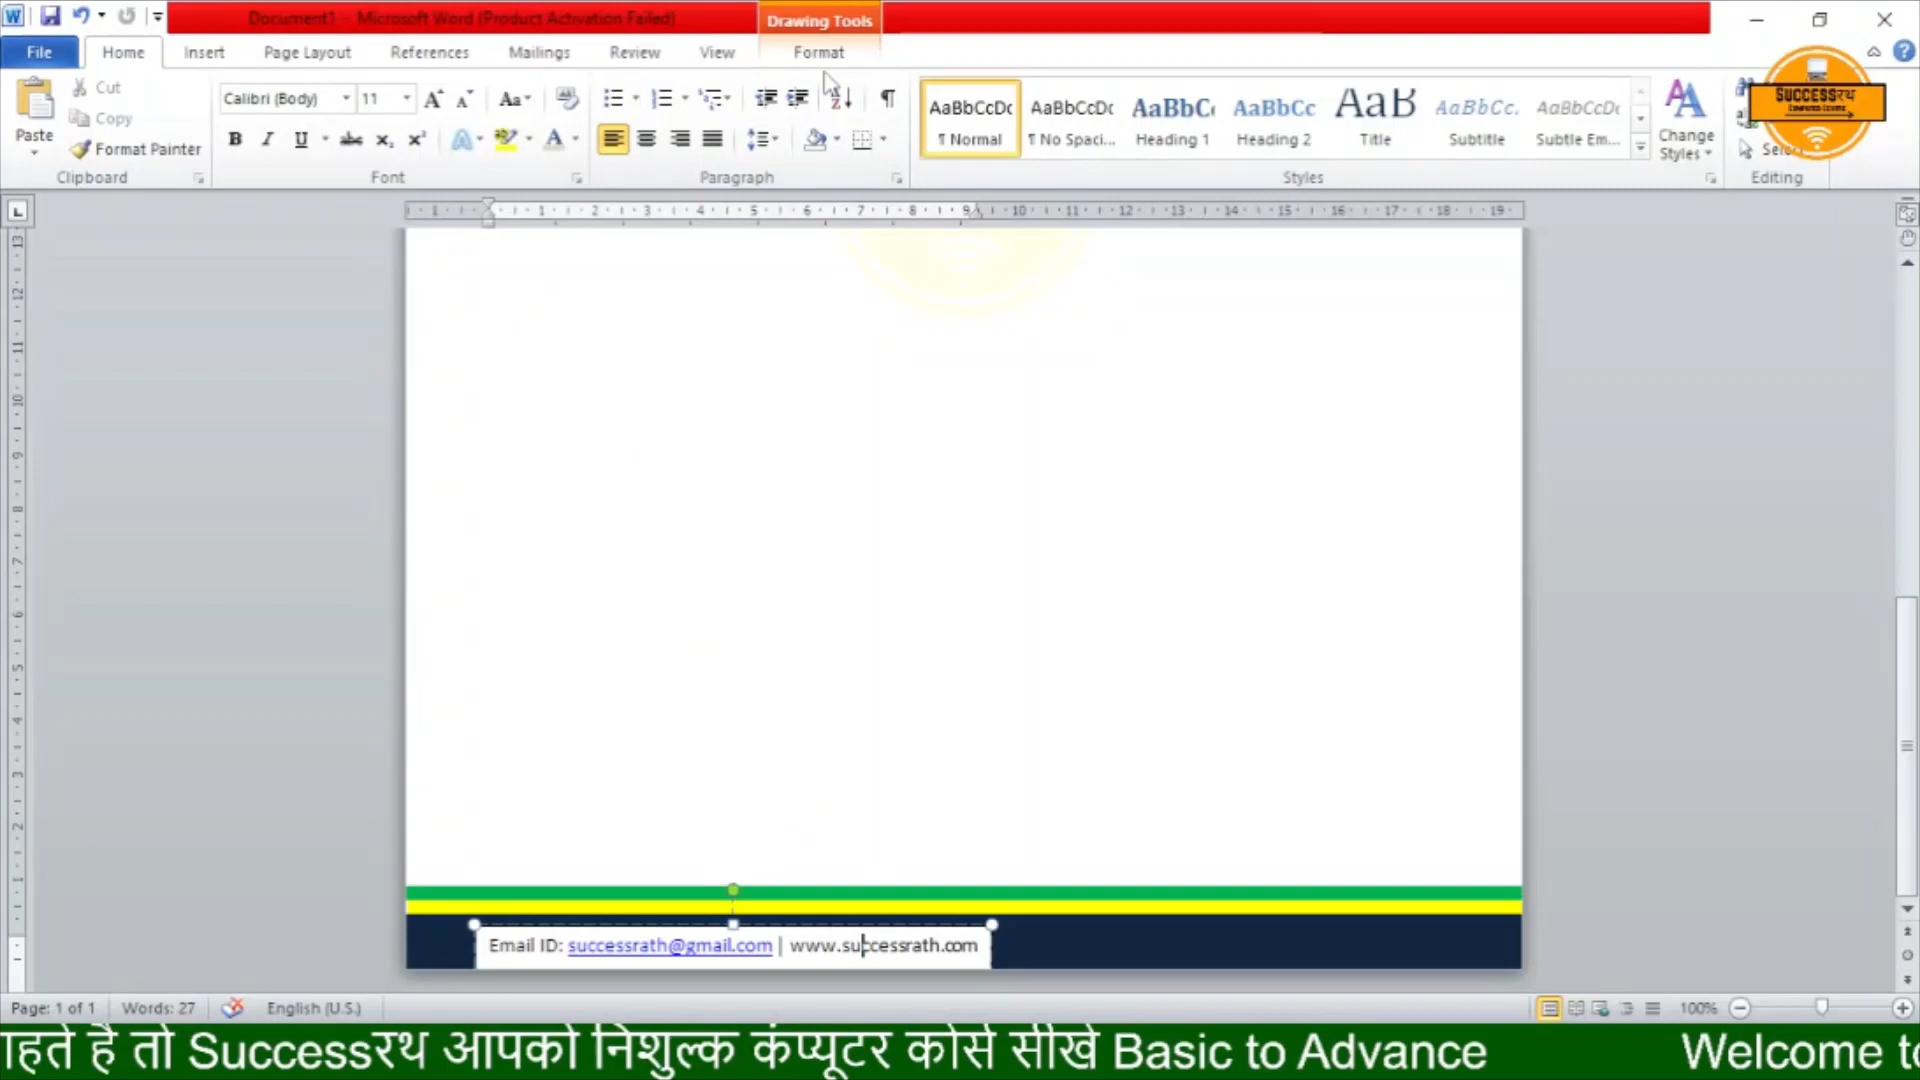 Document1 - Microsoft Word (Product Activation Failed)
Drawing Tools
File
Home
Insert
Page Layout
References
Mailings
Review
View
Format
Paste
Cut
Copy
Format Painter
Clipboard
Calibri (Body)
11
Font
Paragraph
AaBbCcDc
¶ Normal
AaBbCcDc
¶ No Spaci...
AaBbC
Heading 1
AaBbCc
Heading 2
AaB
Title
AaBbCc.
Subtitle
AaBbCcDc
Subtle Em...
Styles
Change
Styles
SUCCESSरथ
Editing
Email ID: successrath@gmail.com | www.successrath.com
Page: 1 of 1
Words: 27
English (U.S.)
100%
हते है तो Successरथ आपको निशुल्क कंप्यूटर कोर्स सीखे Basic to Advance
Welcome